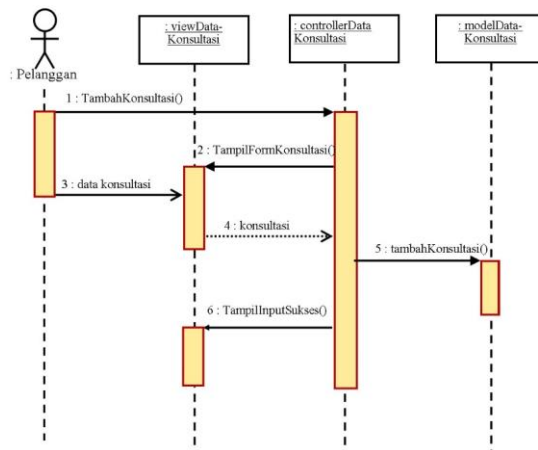 : viewData-
Konsultasi
: controllerData
Konsultasi
: modelData-
Konsultasi
: Pelanggan
1 : TambahKonsultasi()
2 : TampilFormKonsultasi()
3 : data konsultasi
4 : konsultasi
5 : tambahKonsultasi()
6 : TampilInputSukses()